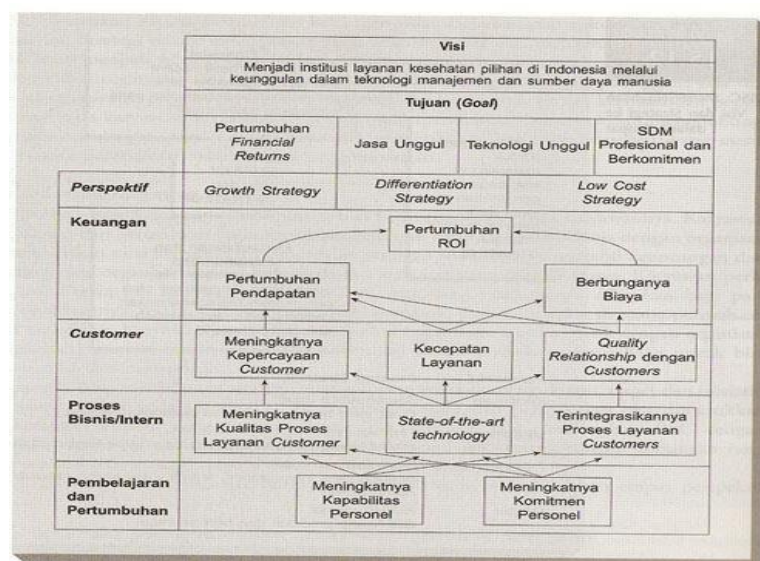 Visi
Menjadi institusi layanan kesehatan pilihan di Indonesia melalui
keunggulan dalam teknologi manajemen dan sumber daya manusia
Tujuan (Goal)
Pertumbuhan
Financial
Returns
Jasa Unggul
Teknologi Unggul
SDM
Profesional dan
Berkomitmen
Perspektif
Growth Strategy
Differentiation
Strategy
Low Cost
Strategy
Keuangan
Pertumbuhan
ROI
Pertumbuhan
Pendapatan
Berbunganya
Biaya
Customer
Meningkatnya
Kepercayaan
Customer
Kecepatan
Layanan
Quality
Relationship dengan
Customers
Proses
Bisnis/Intern
Meningkatnya
Kualitas Proses
Layanan Customer
State-of-the-art
technology
Terintegrasikannya
Proses Layanan
Customers
Pembelajaran
dan
Pertumbuhan
Meningkatnya
Kapabilitas
Personel
Meningkatnya
Komitmen
Personel